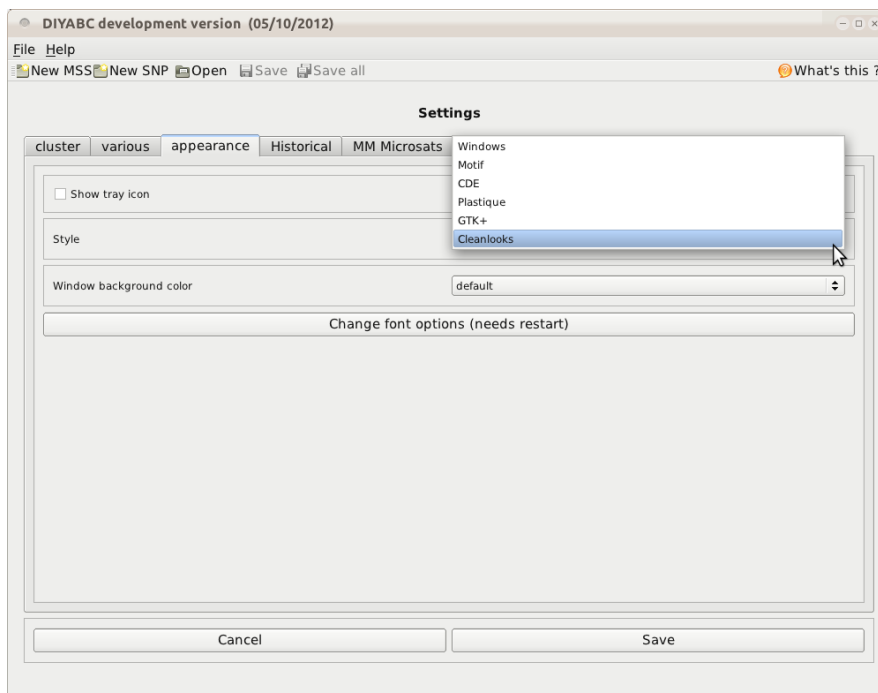 DIYABC development version (05/10/2012)
File Help
New MSS New SNP Open Save Save all What's this ?
Settings
cluster various appearance Historical MM Microsats
Windows
Motif
CDE
Plastique
GTK+
Cleanlooks
Show tray icon
Style
Window background color default
Change font options (needs restart)
Cancel Save